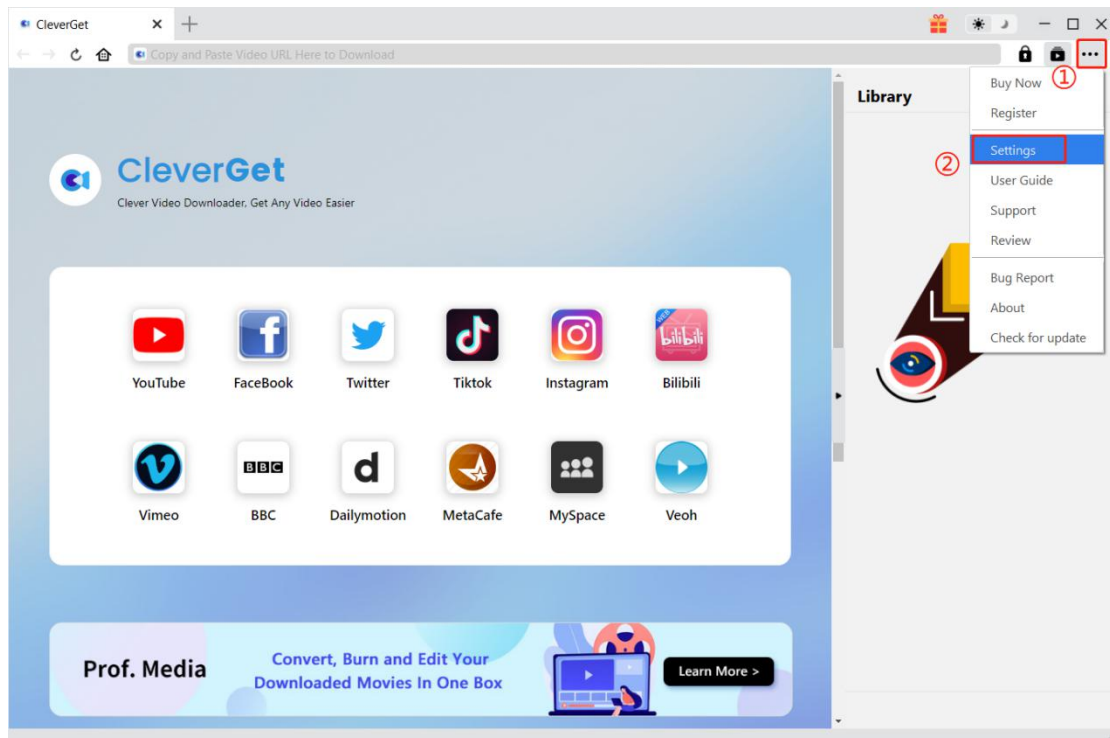 CleverGet
Copy and Paste Video URL Here to Download
①
Buy Now
Register
②
Settings
User Guide
Support
Review
Bug Report
About
Check for update
Library
CleverGet
Clever Video Downloader, Get Any Video Easier
YouTube
FaceBook
Twitter
Tiktok
Instagram
WEB
bilibili
Bilibili
BBC
Vimeo
BBC
Dailymotion
MetaCafe
MySpace
Veoh
Prof. Media
Convert, Burn and Edit Your
Downloaded Movies In One Box
Learn More >